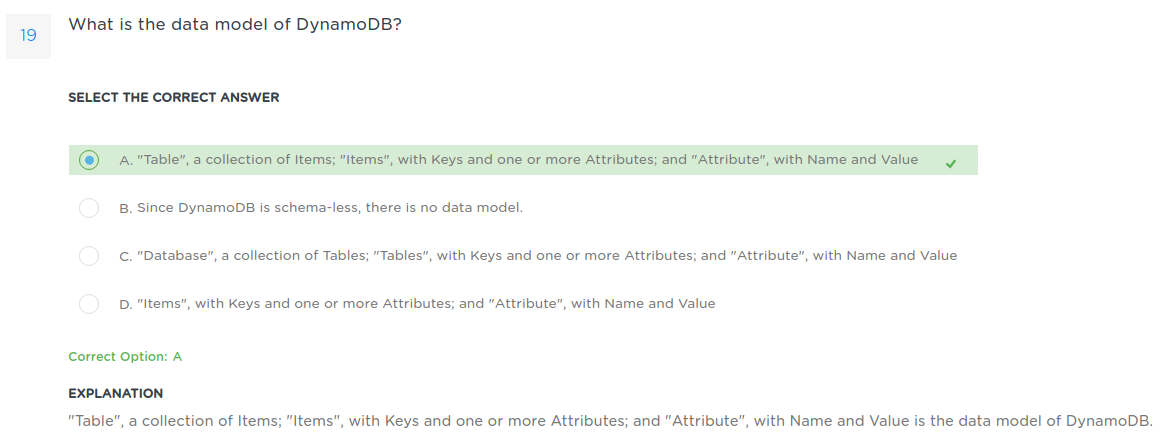 19
What is the data model of DynamoDB?
SELECT THE CORRECT ANSWER
A. "Table", a collection of Items; "Items", with Keys and one or more Attributes; and "Attribute", with Name and Value
B. Since DynamoDB is schema-less, there is no data model.
C. "Database", a collection of Tables; "Tables", with Keys and one or more Attributes; and "Attribute", with Name and Value
D. "Items", with Keys and one or more Attributes; and "Attribute", with Name and Value
Correct Option: A
EXPLANATION
"Table", a collection of Items; "Items", with Keys and one or more Attributes; and "Attribute", with Name and Value is the data model of DynamoDB.